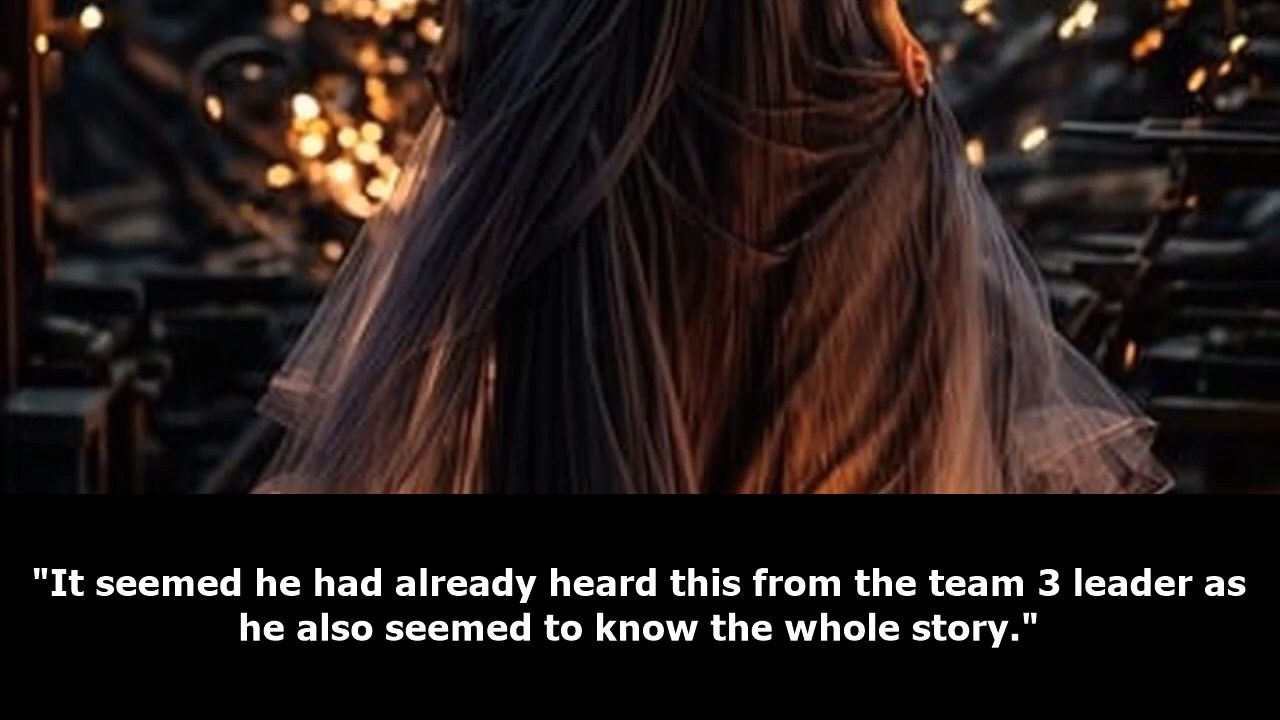 "It seemed he had already heard this from the team 3 leader as
he also seemed to know the whole story."